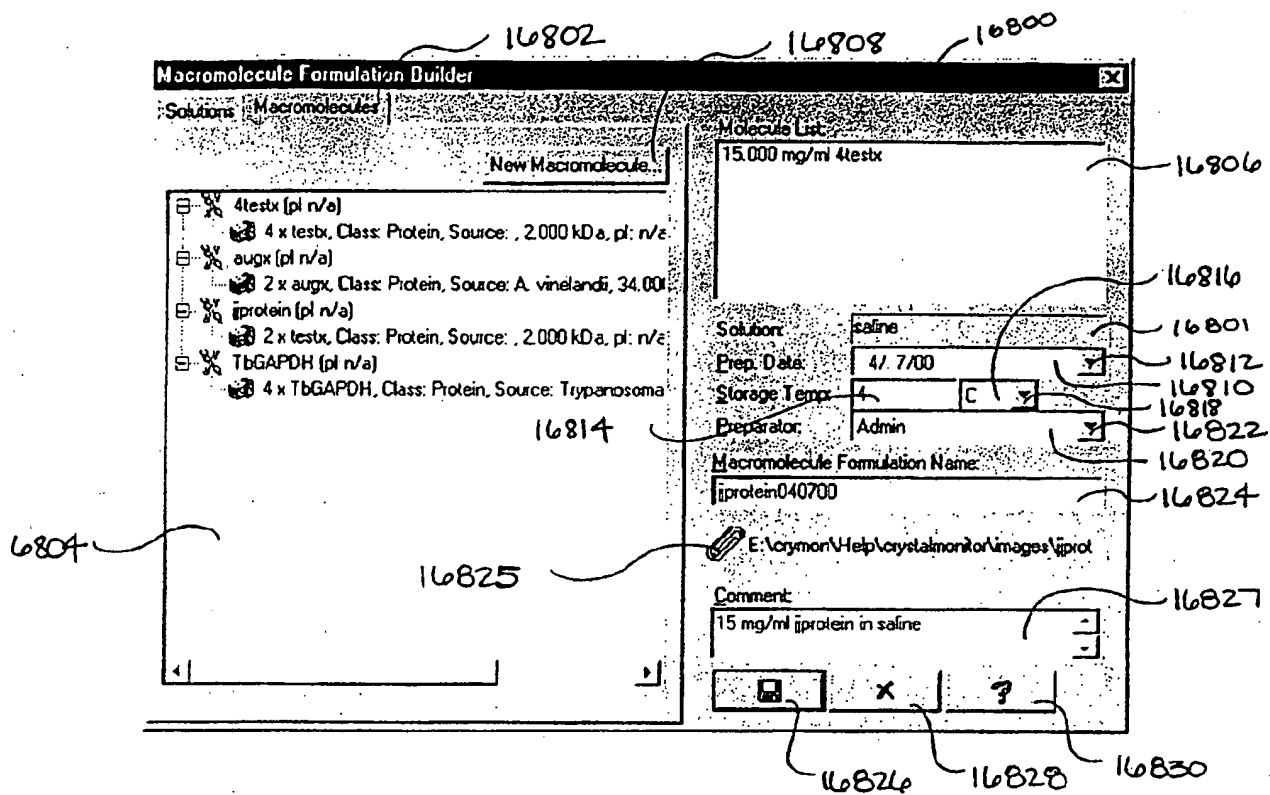 16802
16808
16800
Macromolecule Formulation Builder
Solutions Macromolecules
New Macromolecule...
4testx (pI n/a)
4 x testx, Class: Protein, Source: , 2.000 kDa, pI: n/a
augx (pI n/a)
2 x augx, Class: Protein, Source: A. vinelandii, 34.00
jjprotein (pI n/a)
2 x testx, Class: Protein, Source: , 2.000 kDa, pI: n/a
TbGAPDH (pI n/a)
4 x TbGAPDH, Class: Protein, Source: Trypanosoma
16814
6804
16825
Molecule List:
15.000 mg/ml 4testx
16806
16816
Solution: saline
16801
Prep. Date: 4/. 7/00
16812
16810
Storage Temp: 4 C
16818
Preparator: Admin
16822
16820
Macromolecule Formulation Name:
jjprotein040700
16824
E:\crymon\Help\crystalmonitor\images\jjprot
Comment:
16827
15 mg/ml jjprotein in saline
16826
16828
16830